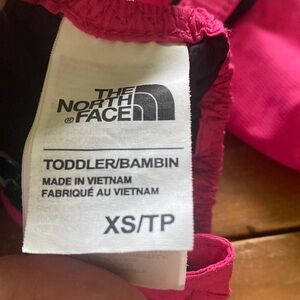 THE
NORTH
FACE
®
TODDLER/BAMBIN
MADE IN VIETNAM
FABRIQUÉ AU VIETNAM
XS/TP